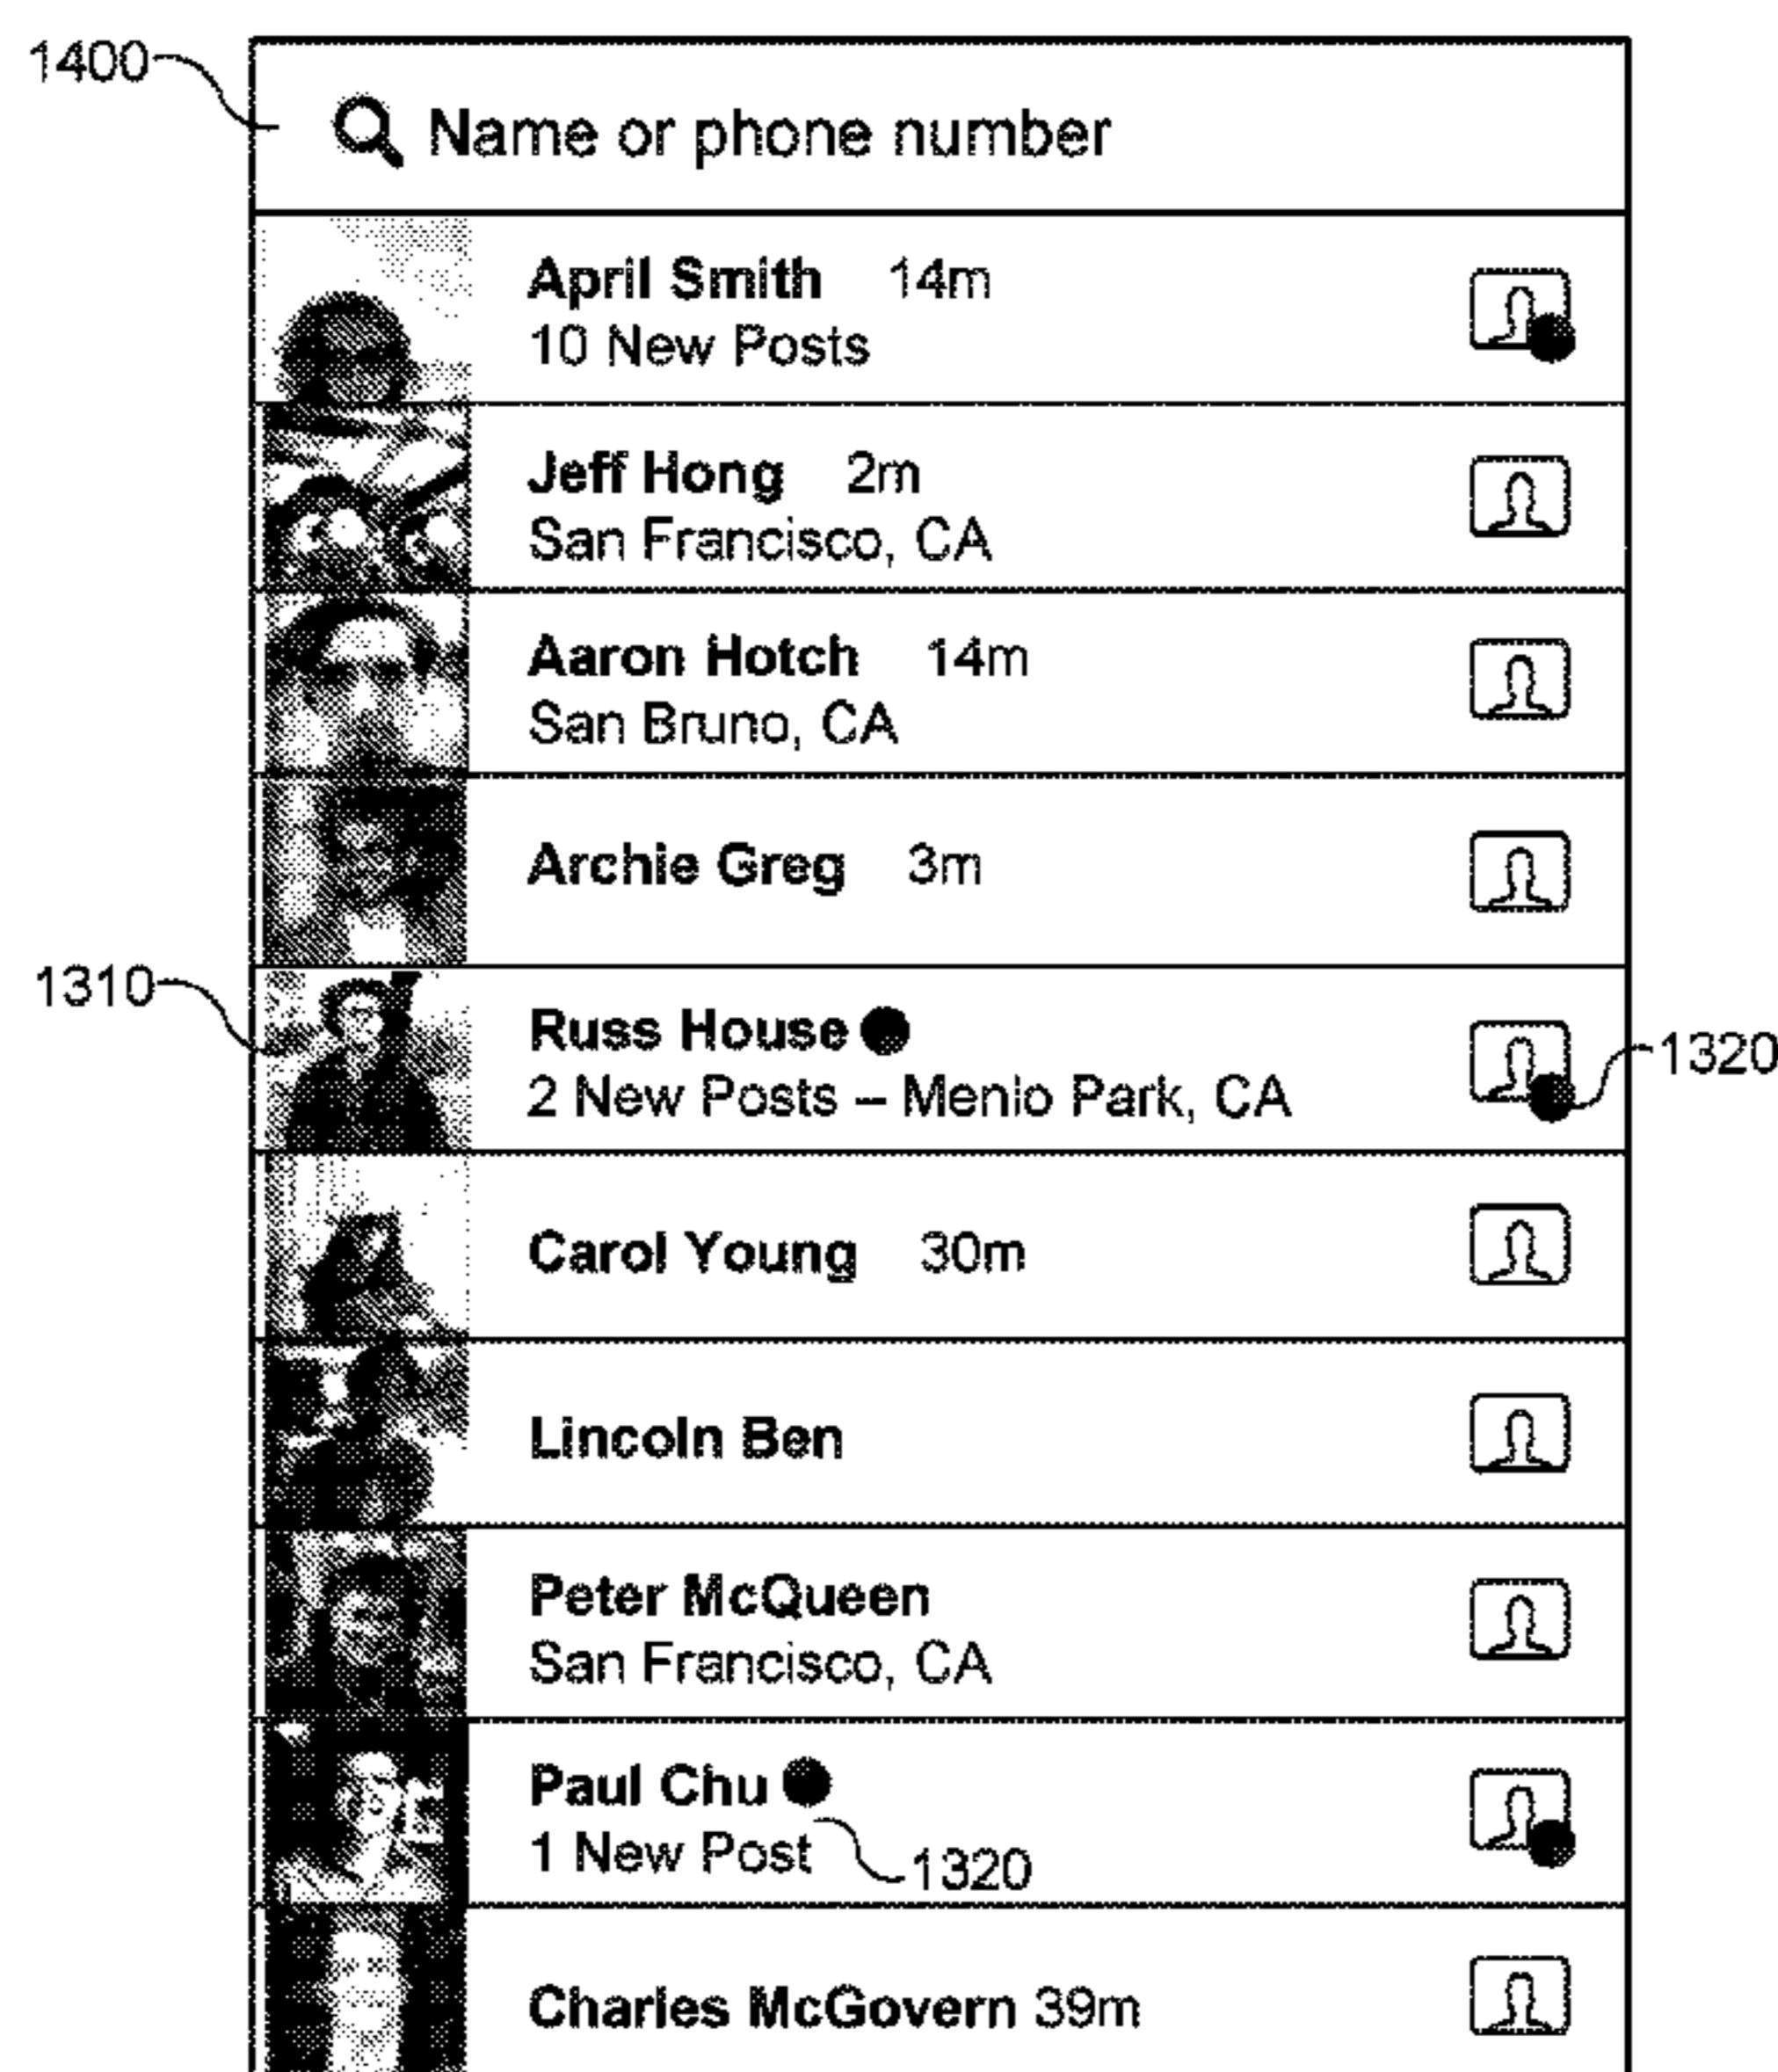 1400
Name or phone number
April Smith 14m
10 New Posts
Jeff Hong 2m
San Francisco, CA
Aaron Hotch 14m
San Bruno, CA
Archie Greg 3m
1310
Russ House
1320
2 New Posts – Menlo Park, CA
Carol Young 30m
Lincoln Ben
Peter McQueen
San Francisco, CA
Paul Chu
1 New Post
1320
Charles McGovern 39m